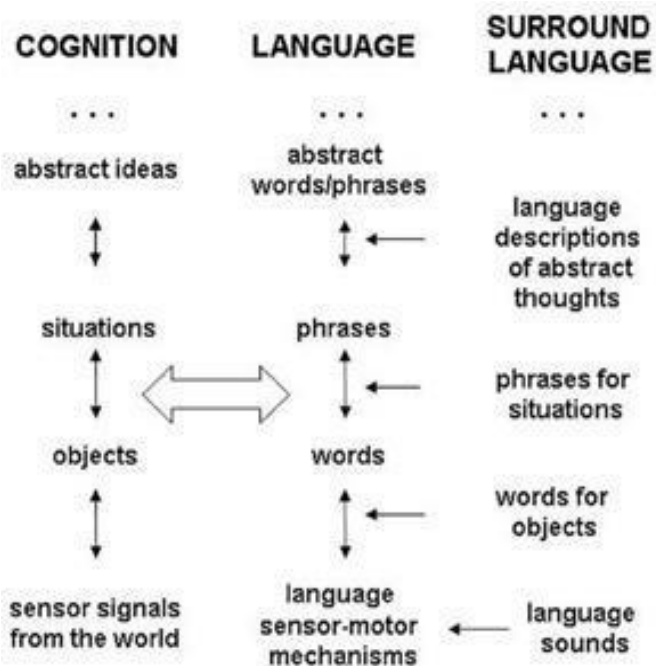 COGNITION
. . .
abstract ideas
situations
objects
sensor signals
from the world
LANGUAGE
. . .
abstract
words/phrases
phrases
words
language
sensor-motor
mechanisms
SURROUND
LANGUAGE
. . .
language
descriptions
of abstract
thoughts
phrases for
situations
words for
objects
language
sounds